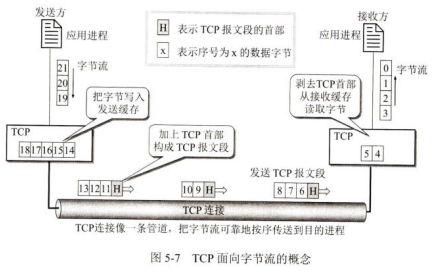 发送方
应用进程
H 表示 TCP 报文段的首部
x 表示序号为 x 的数据字节
接收方
应用进程
21
20
19
字节流
把字节写入
发送缓存
0
1
2
3
字节流
剥去TCP首部
从接收缓存
读取字节
TCP
18 17 16 15 14
加上 TCP 首部
构成 TCP 报文段
TCP
5 4
发送 TCP 报文段
13 12 11 H
10 9 H
8 7 6 H
TCP 连接
TCP连接像一条管道，把字节流可靠地按序传送到目的进程
图 5-7 TCP 面向字节流的概念